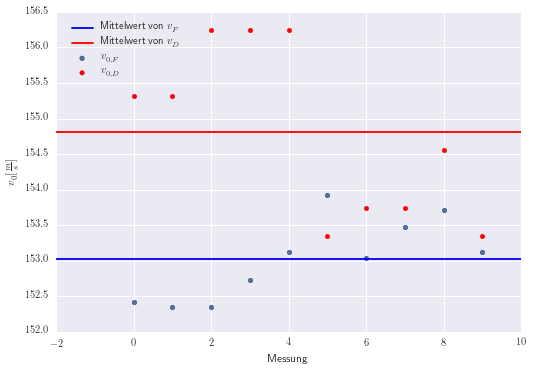 156.5
156.0
155.5
155.0
154.5
154.0
153.5
153.0
152.5
152.0
v_0[m/s]
Mittelwert von v_F
Mittelwert von v_D
v_{0,F}
v_{0,D}
−2 0 2 4 6 8 10
Messung